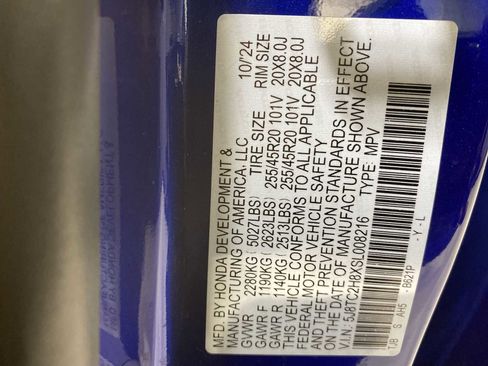 MFD. BY HONDA DEVELOPMENT &
MANUFACTURING OF AMERICA, LLC 10/'24
TIRE SIZE RIM SIZE
GVWR 2280KG ( 5027LBS)
GAWR F 1190KG ( 2623LBS) 255/45R20 101V 20X8.0J
GAWR R 1140KG ( 2513LBS) 255/45R20 101V 20X8.0J
THIS VEHICLE CONFORMS TO ALL APPLICABLE
FEDERAL MOTOR VEHICLE SAFETY
AND THEFT PREVENTION STANDARDS IN EFFECT
ON THE DATE OF MANUFACTURE SHOWN ABOVE.
V.I.N: 5J8TC2H8XSL008216 TYPE: MPV
TJB S AH5 B621P - Y - L